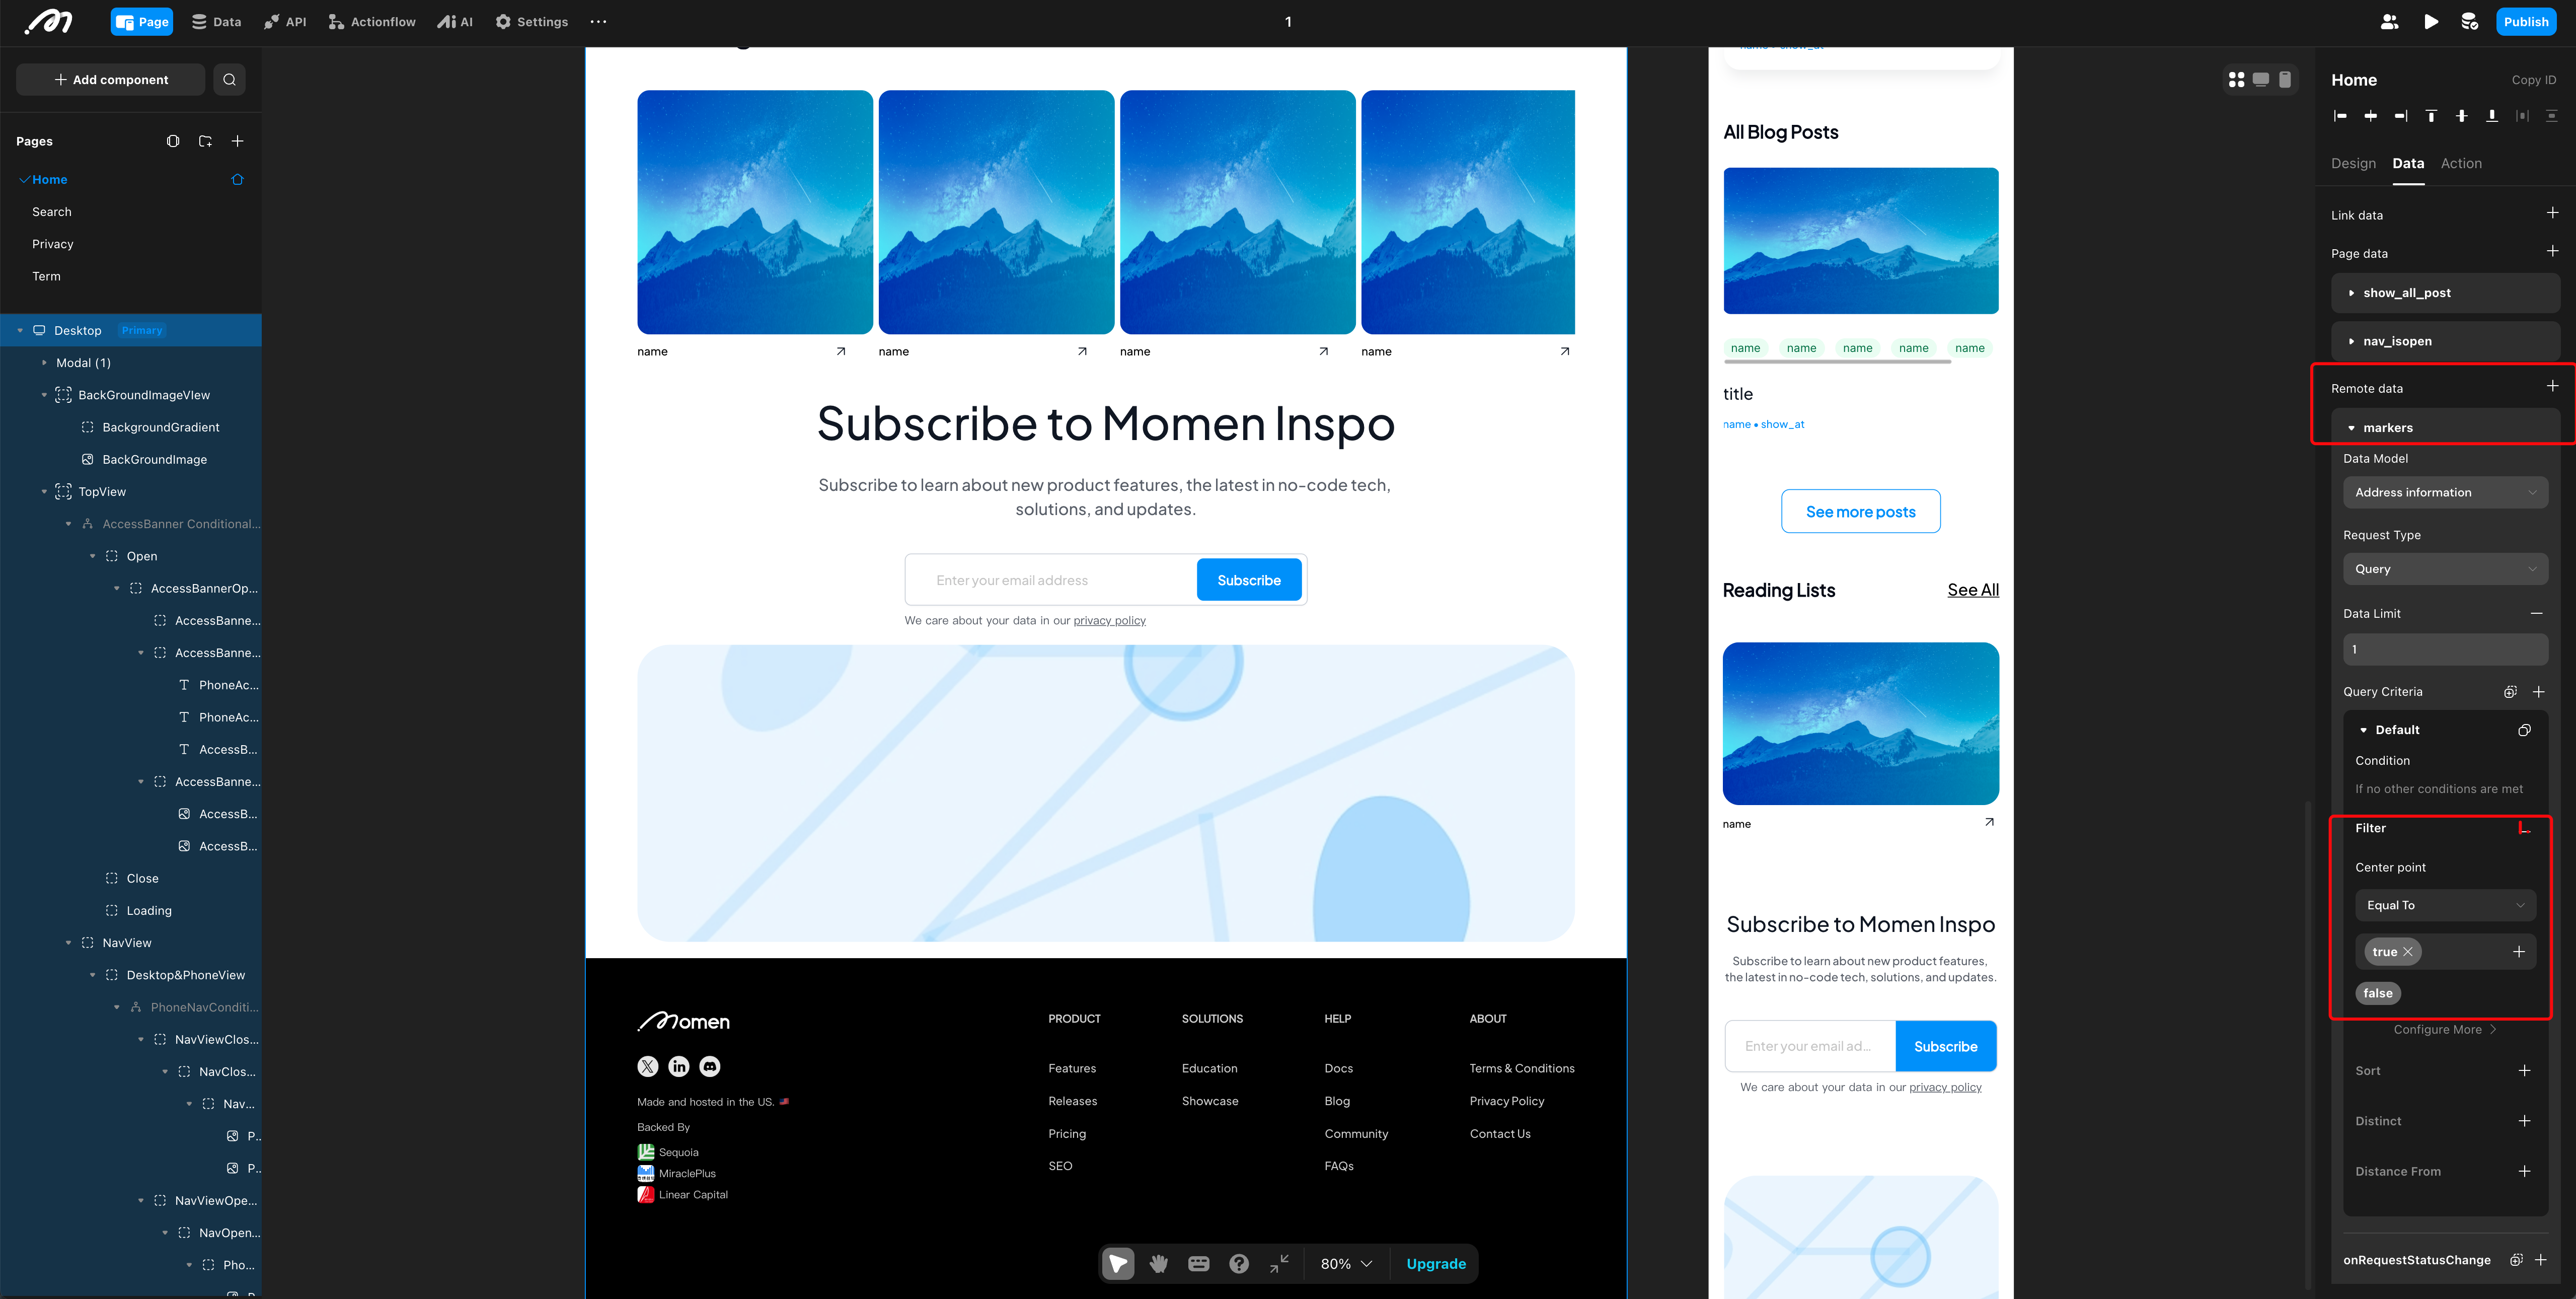 Page
Data
API
Actionflow
AI
Settings
1
Publish
Add component
Pages
Home
Search
Privacy
Term
Desktop
Primary
Modal (1)
BackGroundImageVIew
BackgroundGradient
BackGroundImage
TopView
AccessBanner Conditional...
Open
AccessBannerOp...
AccessBanne...
AccessBanne...
PhoneAc...
PhoneAc...
AccessB...
AccessBanne...
AccessB...
AccessB...
Close
Loading
NavView
Desktop&PhoneView
PhoneNavConditi...
NavViewClos...
NavClos...
Nav...
P..
P..
NavViewOpe...
NavOpen...
Pho...
name
name
name
name
Subscribe to Momen Inspo
Subscribe to learn about new product features, the latest in no-code tech,
solutions, and updates.
Enter your email address
Subscribe
We care about your data in our privacy policy
Momen
Made and hosted in the US.
Backed By
Sequoia
MiraclePlus
Linear Capital
PRODUCT
Features
Releases
Pricing
SEO
SOLUTIONS
Education
Showcase
HELP
Docs
Blog
Community
FAQs
ABOUT
Terms & Conditions
Privacy Policy
Contact Us
80%
Upgrade
All Blog Posts
name
name
name
name
name
title
name • show_at
See more posts
Reading Lists
See All
name
Subscribe to Momen Inspo
Subscribe to learn about new product features,
the latest in no-code tech, solutions, and updates.
Enter your email ad...
Subscribe
We care about your data in our privacy policy
Home
Copy ID
Design
Data
Action
Link data
Page data
show_all_post
nav_isopen
Remote data
markers
Data Model
Address information
Request Type
Query
Data Limit
1
Query Criteria
Default
Condition
If no other conditions are met
Filter
Center point
Equal To
true
false
Configure More
Sort
Distinct
Distance From
onRequestStatusChange